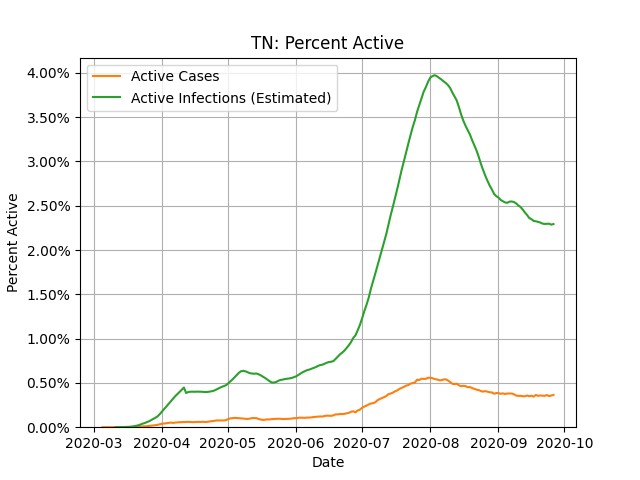 TN: Percent Active
Active Cases
Active Infections (Estimated)
Percent Active
4.00%
3.50%
3.00%
2.50%
2.00%
1.50%
1.00%
0.50%
0.00%
2020-03 2020-04 2020-05 2020-06 2020-07 2020-08 2020-09 2020-10
Date